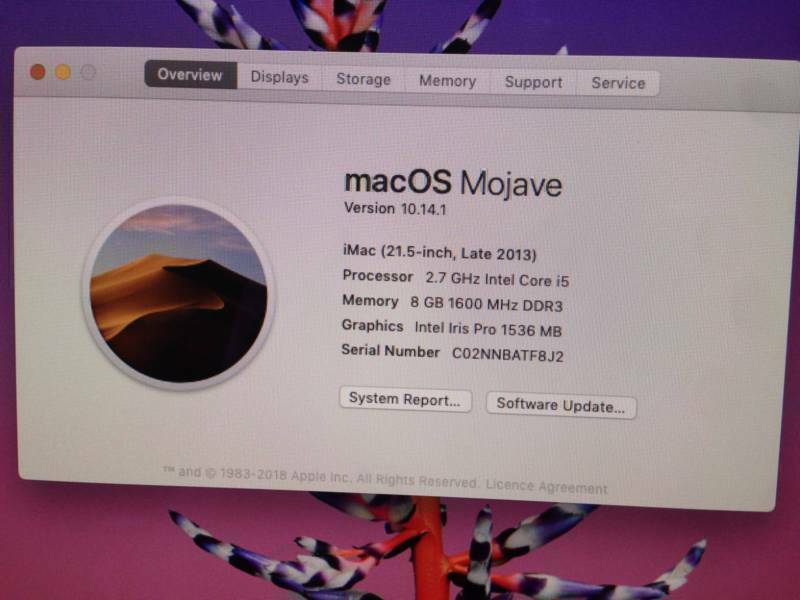 Overview Displays Storage Memory Support Service
macOS Mojave
Version 10.14.1
iMac (21.5-inch, Late 2013)
Processor 2.7 GHz Intel Core i5
Memory 8 GB 1600 MHz DDR3
Graphics Intel Iris Pro 1536 MB
Serial Number C02NNBATF8J2
System Report... Software Update...
™ and © 1983-2018 Apple Inc. All Rights Reserved. Licence Agreement